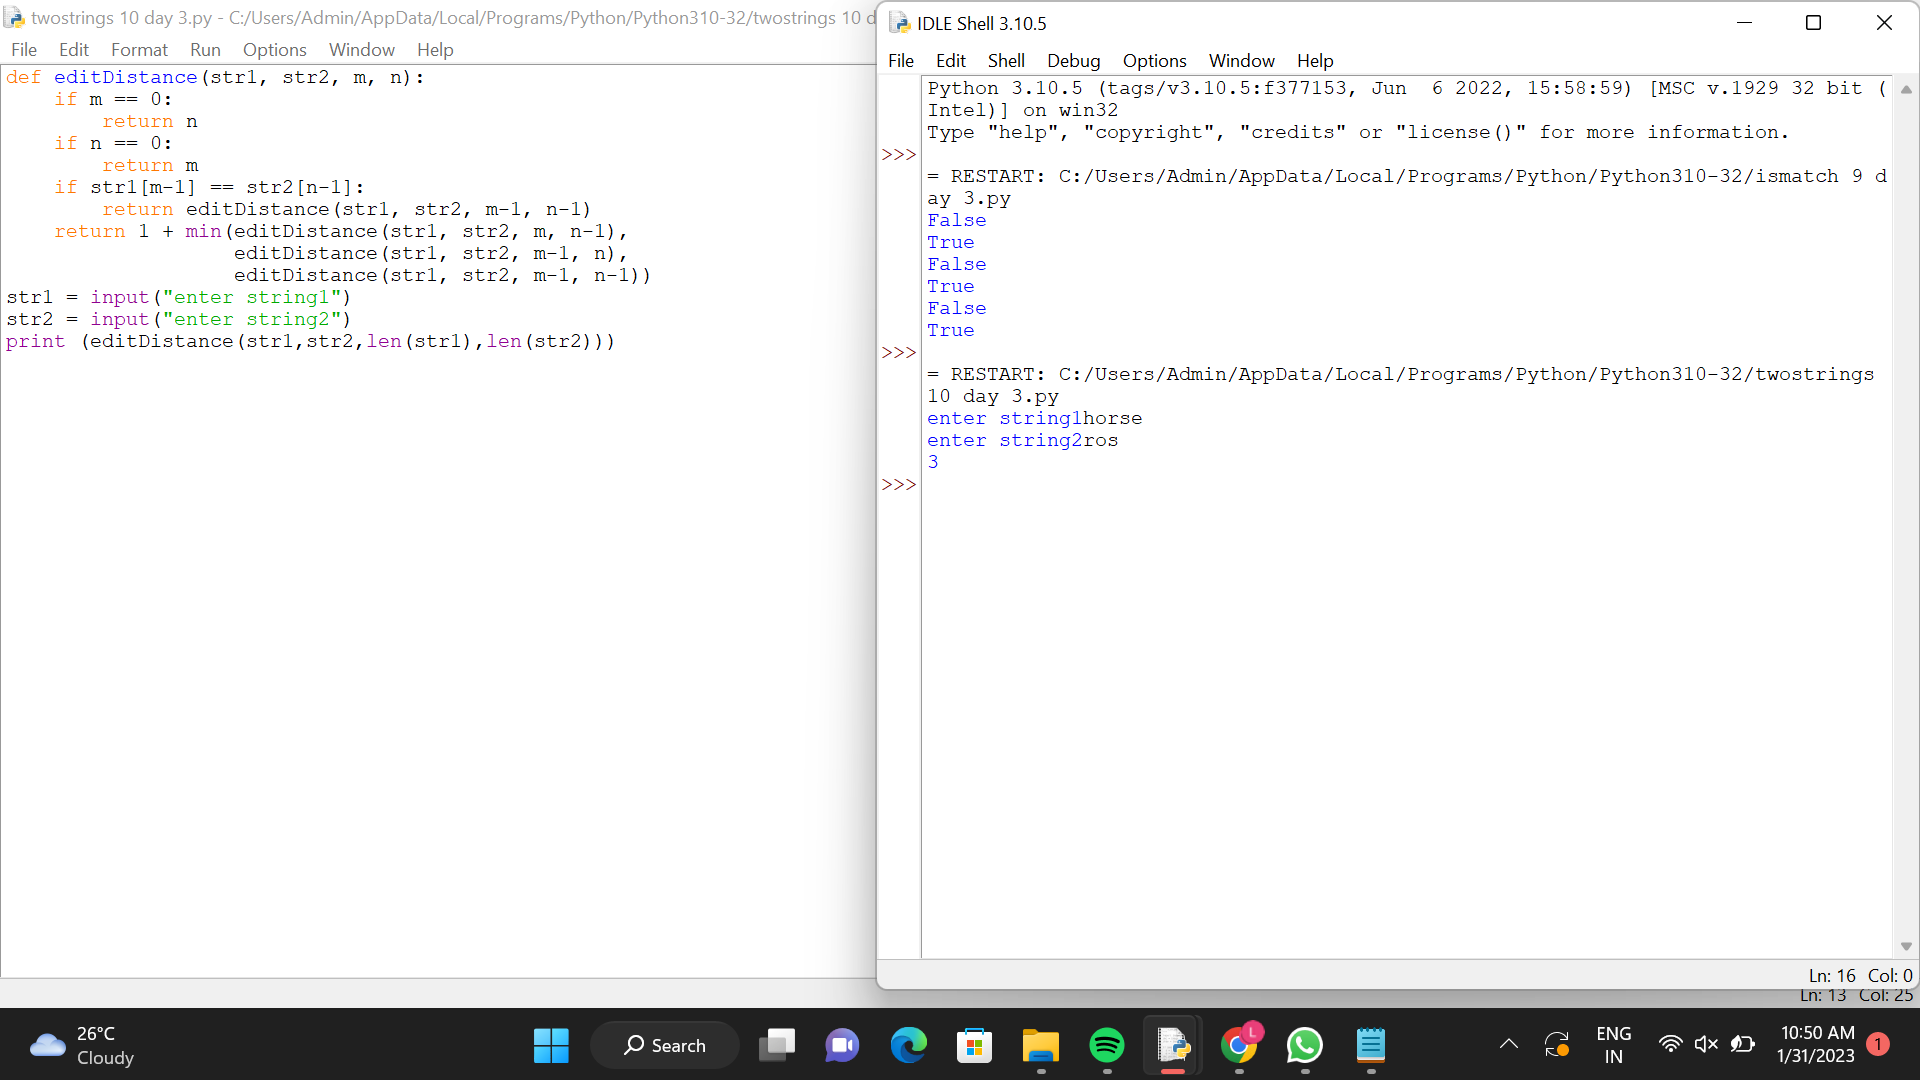 twostrings 10 day 3.py - C:/Users/Admin/AppData/Local/Programs/Python/Python310-32/twostrings 10 d
File Edit Format Run Options Window Help
def editDistance(str1, str2, m, n):
    if m == 0:
        return n
    if n == 0:
        return m
    if str1[m-1] == str2[n-1]:
        return editDistance(str1, str2, m-1, n-1)
    return 1 + min(editDistance(str1, str2, m, n-1),
                   editDistance(str1, str2, m-1, n),
                   editDistance(str1, str2, m-1, n-1))
str1 = input("enter string1")
str2 = input("enter string2")
print (editDistance(str1,str2,len(str1),len(str2)))
IDLE Shell 3.10.5
File Edit Shell Debug Options Window Help
Python 3.10.5 (tags/v3.10.5:f377153, Jun  6 2022, 15:58:59) [MSC v.1929 32 bit (
Intel)] on win32
Type "help", "copyright", "credits" or "license()" for more information.
>>>
= RESTART: C:/Users/Admin/AppData/Local/Programs/Python/Python310-32/ismatch 9 d
ay 3.py
False
True
False
True
False
True
>>>
= RESTART: C:/Users/Admin/AppData/Local/Programs/Python/Python310-32/twostrings
10 day 3.py
enter string1horse
enter string2ros
3
>>>
Ln: 16 Col: 0
Ln: 13 Col: 25
26°C
Cloudy
Search
L
ENG
IN
10:50 AM
1/31/2023
1